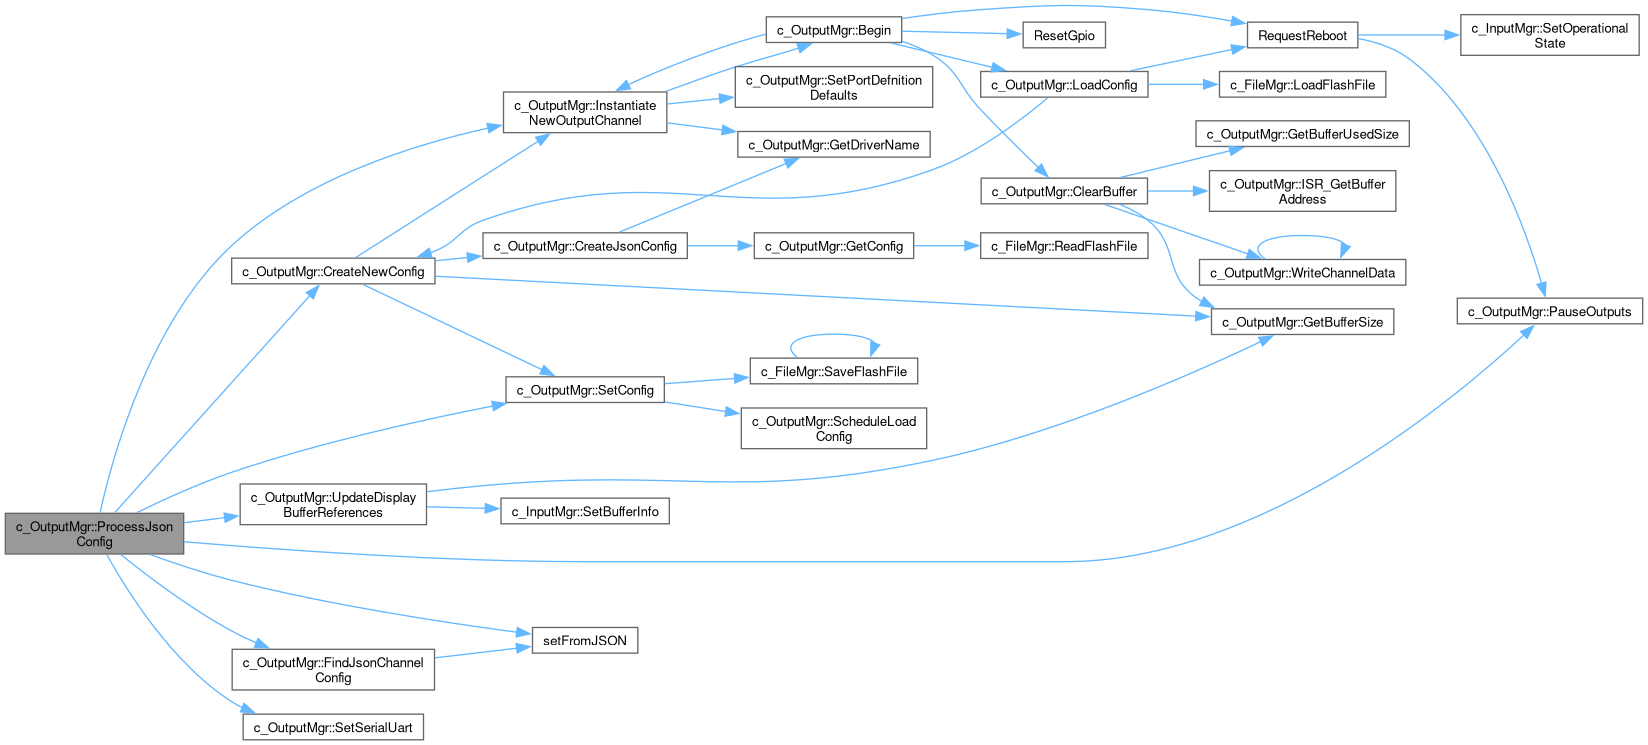 c_OutputMgr::ProcessJson
Config
c_OutputMgr::CreateNewConfig
c_OutputMgr::UpdateDisplay
BufferReferences
c_OutputMgr::FindJsonChannel
Config
c_OutputMgr::SetSerialUart
c_OutputMgr::Instantiate
NewOutputChannel
c_OutputMgr::CreateJsonConfig
c_OutputMgr::SetConfig
c_InputMgr::SetBufferInfo
setFromJSON
c_OutputMgr::Begin
c_OutputMgr::SetPortDefnition
Defaults
c_OutputMgr::GetDriverName
c_OutputMgr::GetConfig
c_FileMgr::SaveFlashFile
c_OutputMgr::ScheduleLoad
Config
ResetGpio
c_OutputMgr::LoadConfig
c_OutputMgr::ClearBuffer
c_FileMgr::ReadFlashFile
RequestReboot
c_FileMgr::LoadFlashFile
c_OutputMgr::GetBufferUsedSize
c_OutputMgr::ISR_GetBuffer
Address
c_OutputMgr::WriteChannelData
c_OutputMgr::GetBufferSize
c_InputMgr::SetOperational
State
c_OutputMgr::PauseOutputs